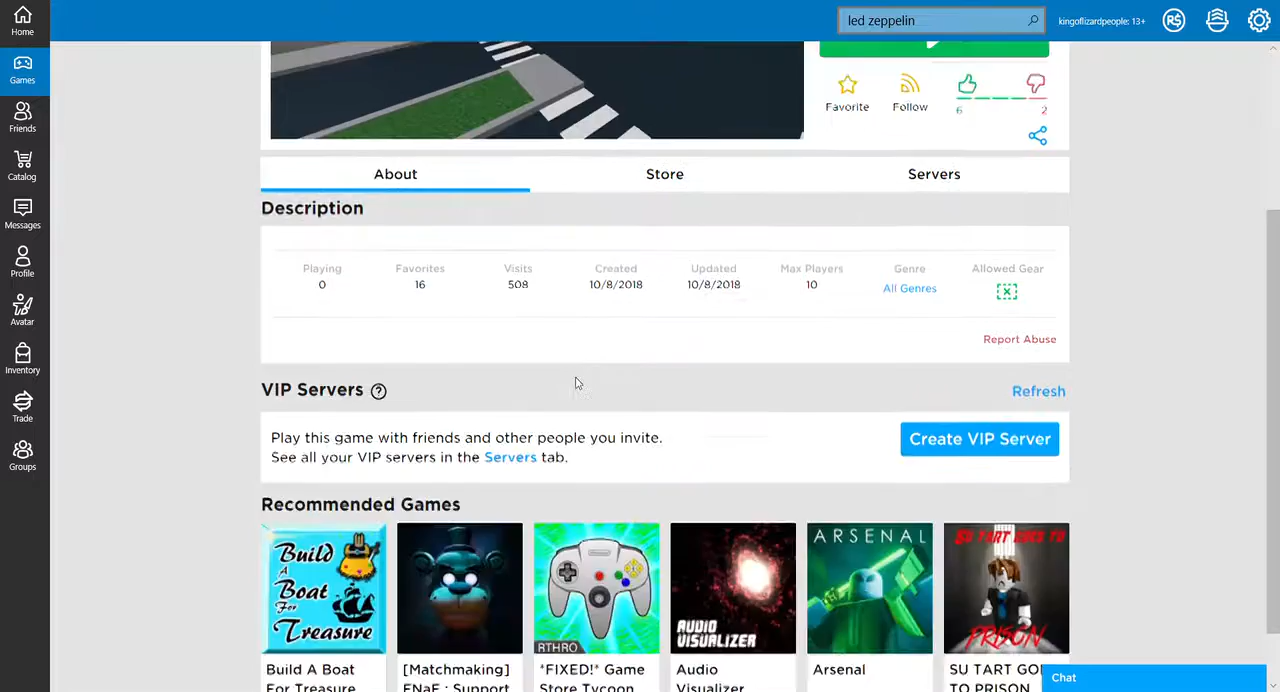 led zeppelin
kingoflizardpeople: 13+
R$
Home
Games
Friends
Catalog
Messages
Profile
Avatar
Inventory
Trade
Groups
Favorite
Follow
6
2
About
Store
Servers
Description
Playing
Favorites
Visits
Created
Updated
Max Players
Genre
Allowed Gear
0
16
508
10/8/2018
10/8/2018
10
All Genres
Report Abuse
VIP Servers ?
Refresh
Play this game with friends and other people you invite.
See all your VIP servers in the Servers tab.
Create VIP Server
Recommended Games
Build
A
Boat
For
Treasure
RTHRO
AUDIO
VISUALIZER
ARSENAL
SU TART GOES TO
PRISON
Build A Boat
For Treasure
[Matchmaking]
FNaF : Support
*FIXED!* Game
Store Tycoon
Audio
Visualizer
Arsenal
SU TART GO
TO PRISON
Chat